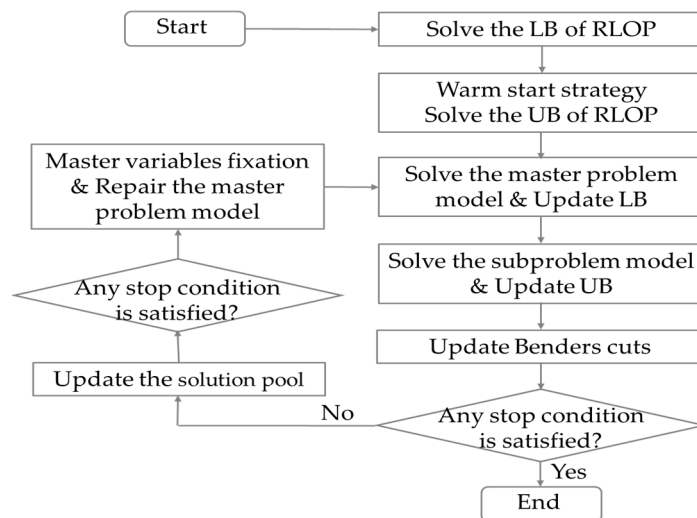 Start
Solve the LB of RLOP
Warm start strategy
Solve the UB of RLOP
Master variables fixation
& Repair the master
problem model
Solve the master problem
model & Update LB
Solve the subproblem model
& Update UB
Any stop condition
is satisfied?
Update Benders cuts
Update the solution pool
No
Any stop condition
is satisfied?
Yes
End